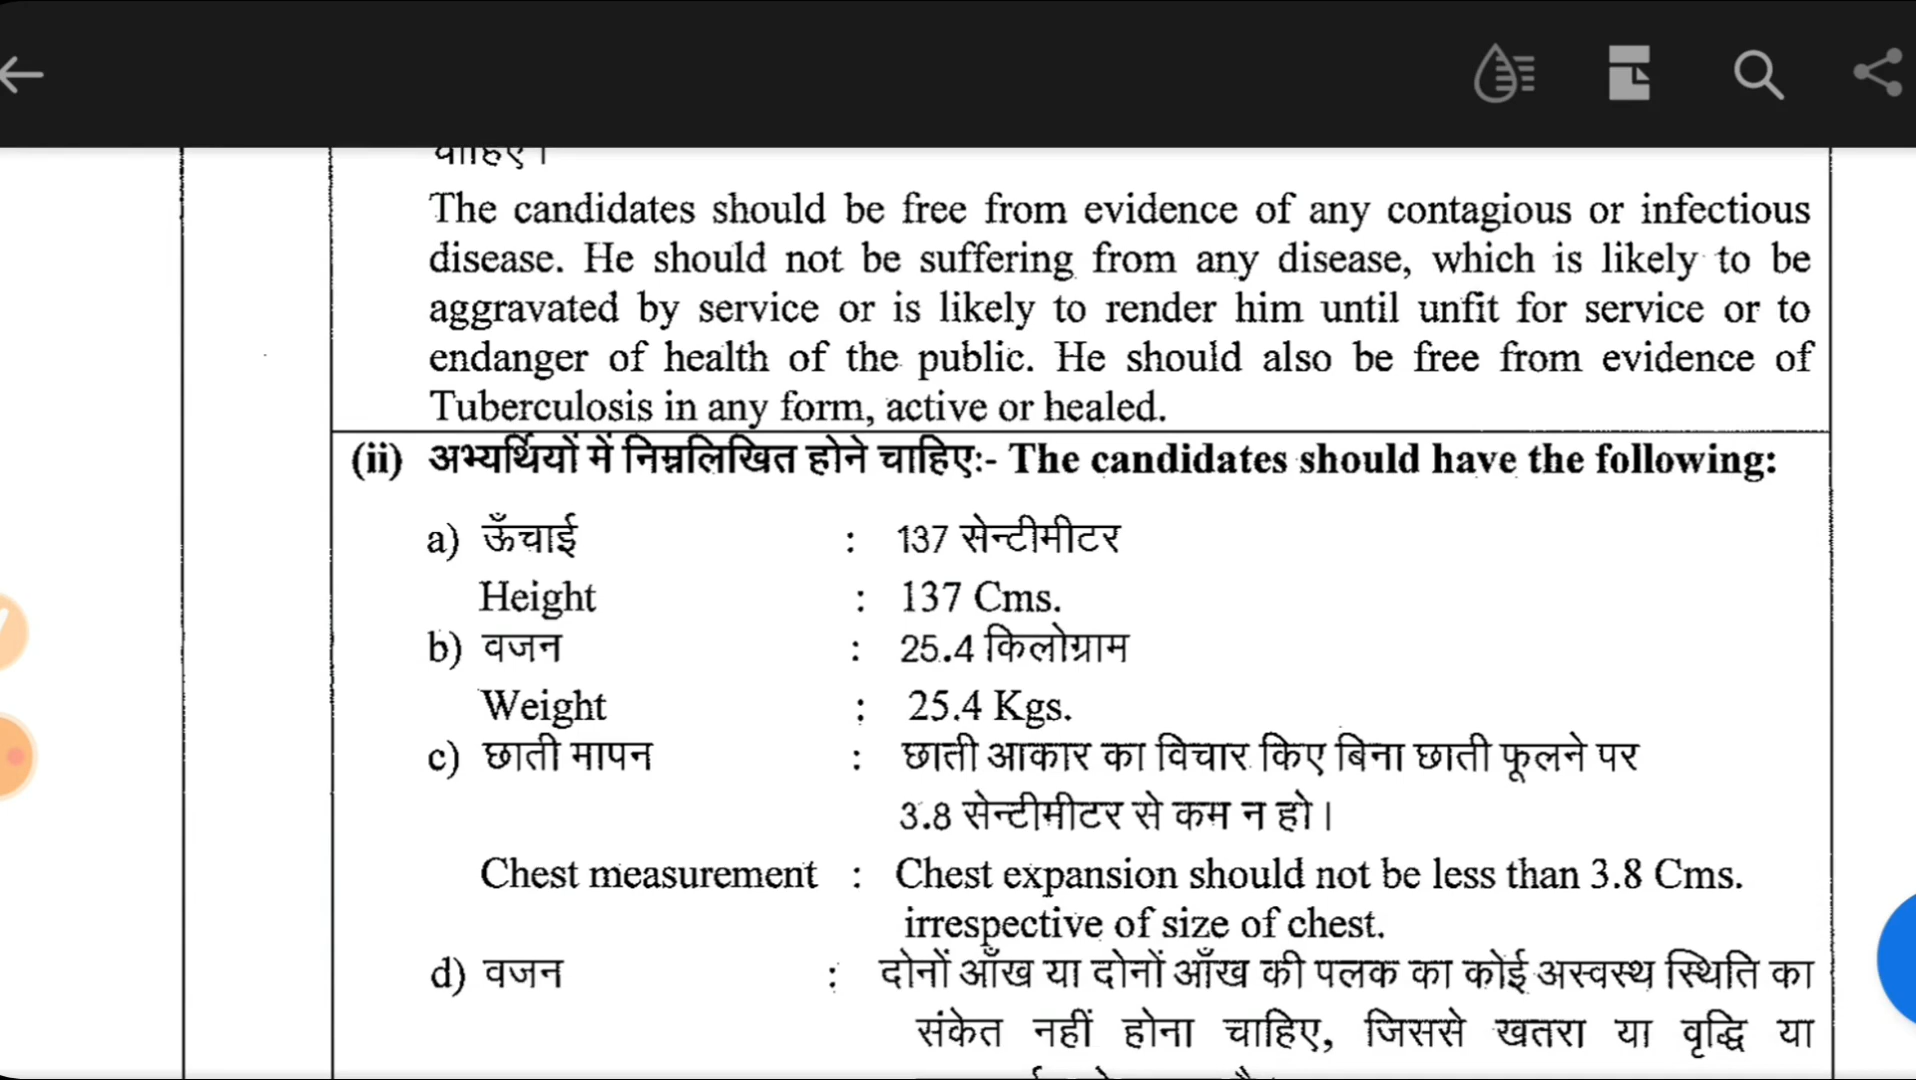 चाहिए।
The candidates should be free from evidence of any contagious or infectious
disease. He should not be suffering from any disease, which is likely to be
aggravated by service or is likely to render him until unfit for service or to
endanger of health of the public. He should also be free from evidence of
Tuberculosis in any form, active or healed.
(ii) अभ्यर्थियों में निम्नलिखित होने चाहिए:- The candidates should have the following:
a) ऊँचाई : 137 सेन्टीमीटर
Height : 137 Cms.
b) वजन : 25.4 किलोग्राम
Weight : 25.4 Kgs.
c) छाती मापन : छाती आकार का विचार किए बिना छाती फूलने पर
3.8 सेन्टीमीटर से कम न हो।
Chest measurement : Chest expansion should not be less than 3.8 Cms.
irrespective of size of chest.
d) वजन : दोनों आँख या दोनों आँख की पलक का कोई अस्वस्थ स्थिति का
संकेत नहीं होना चाहिए, जिससे खतरा या वृद्धि या